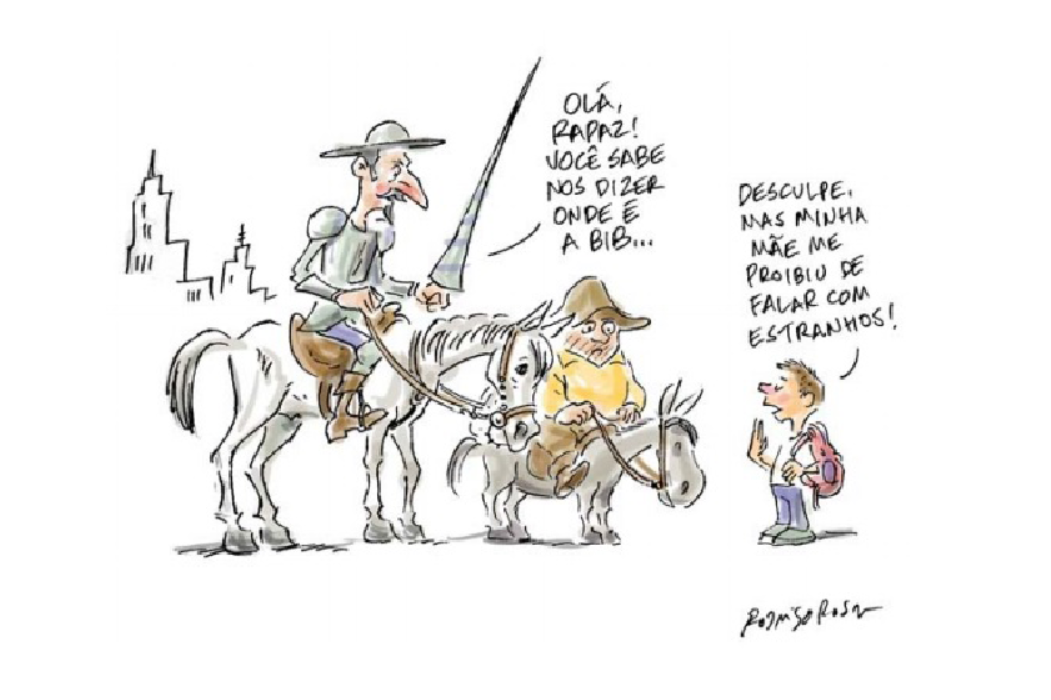 OLÁ,
RAPAZ!
VOCÊ SABE
NOS DIZER
ONDE É
A BIB...
DESCULPE,
MAS MINHA
MÃE ME
PROIBIU DE
FALAR COM
ESTRANHOS!
RODRIGO ROSA